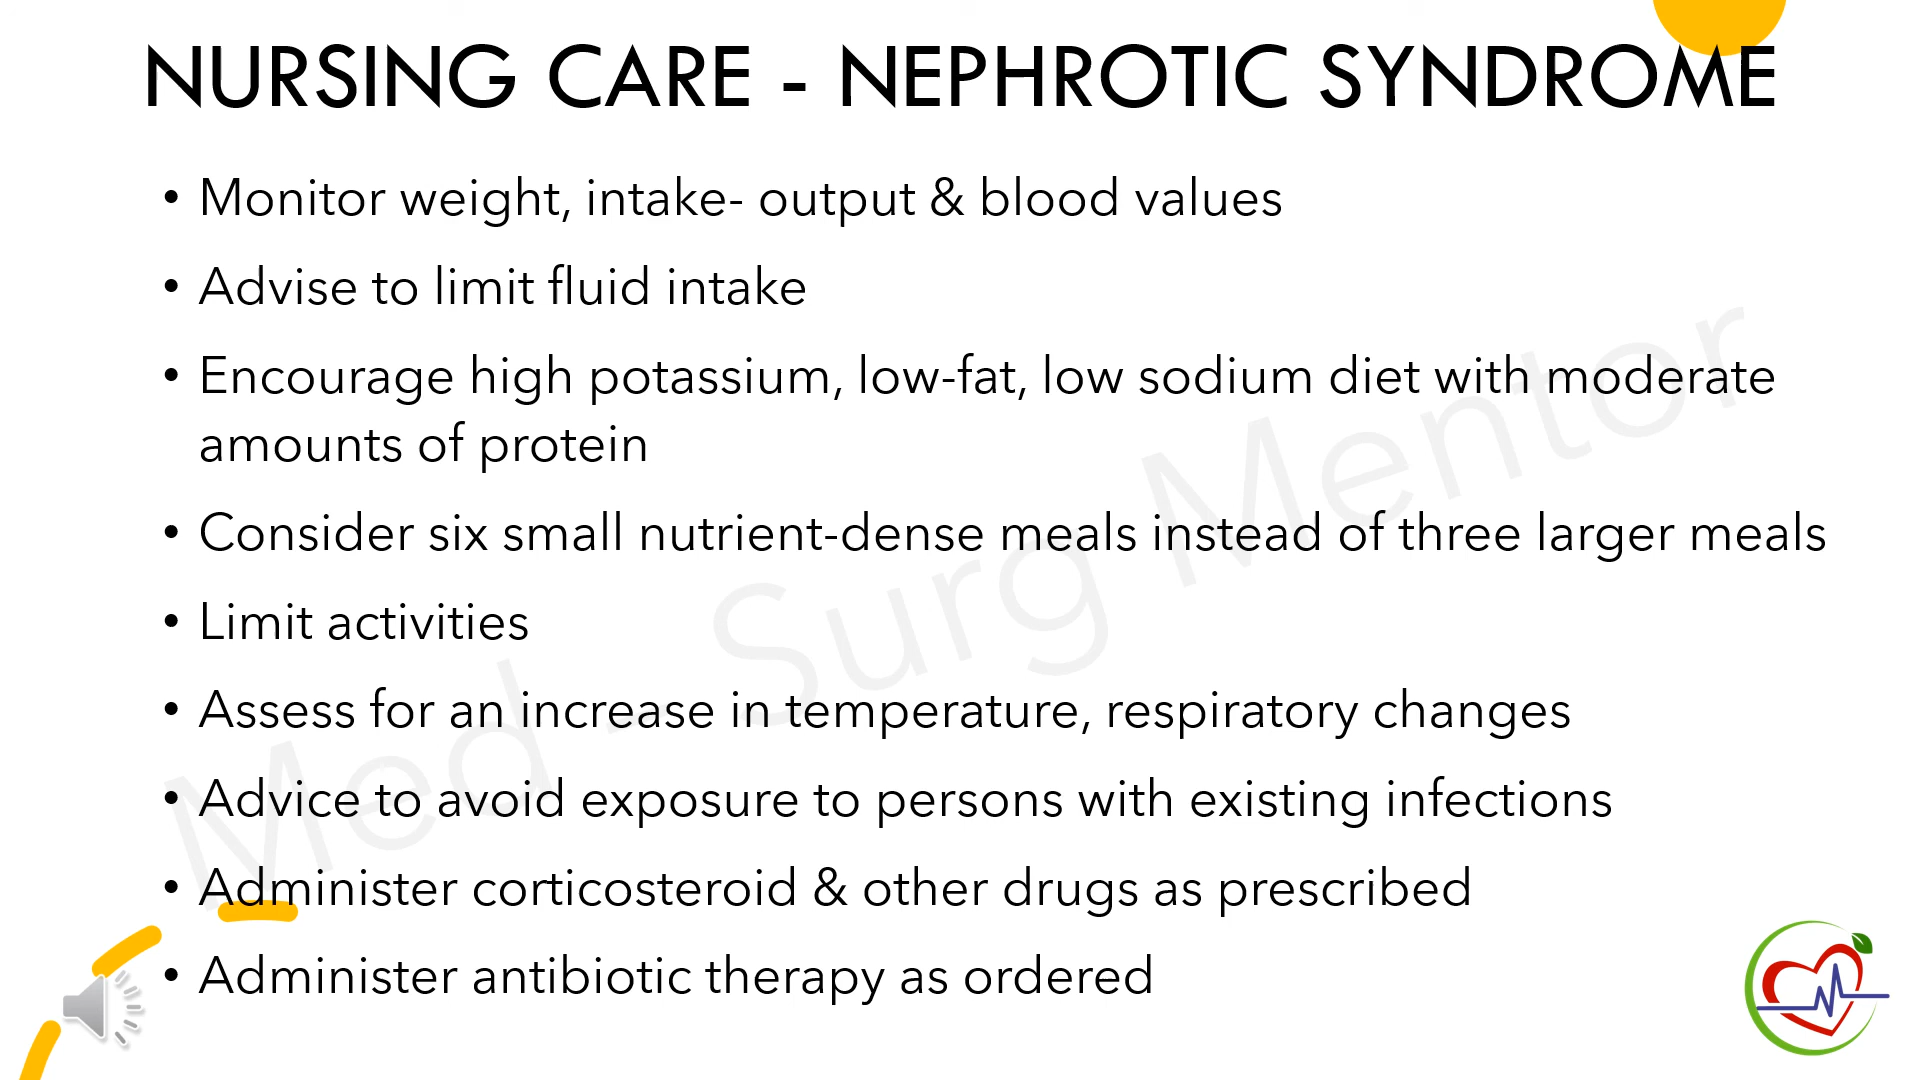 NURSING CARE - NEPHROTIC SYNDROME
• Monitor weight, intake- output & blood values
• Advise to limit fluid intake
• Encourage high potassium, low-fat, low sodium diet with moderate
amounts of protein
• Consider six small nutrient-dense meals instead of three larger meals
• Limit activities
• Assess for an increase in temperature, respiratory changes
• Advice to avoid exposure to persons with existing infections
• Administer corticosteroid & other drugs as prescribed
• Administer antibiotic therapy as ordered
Med - Surg Mentor